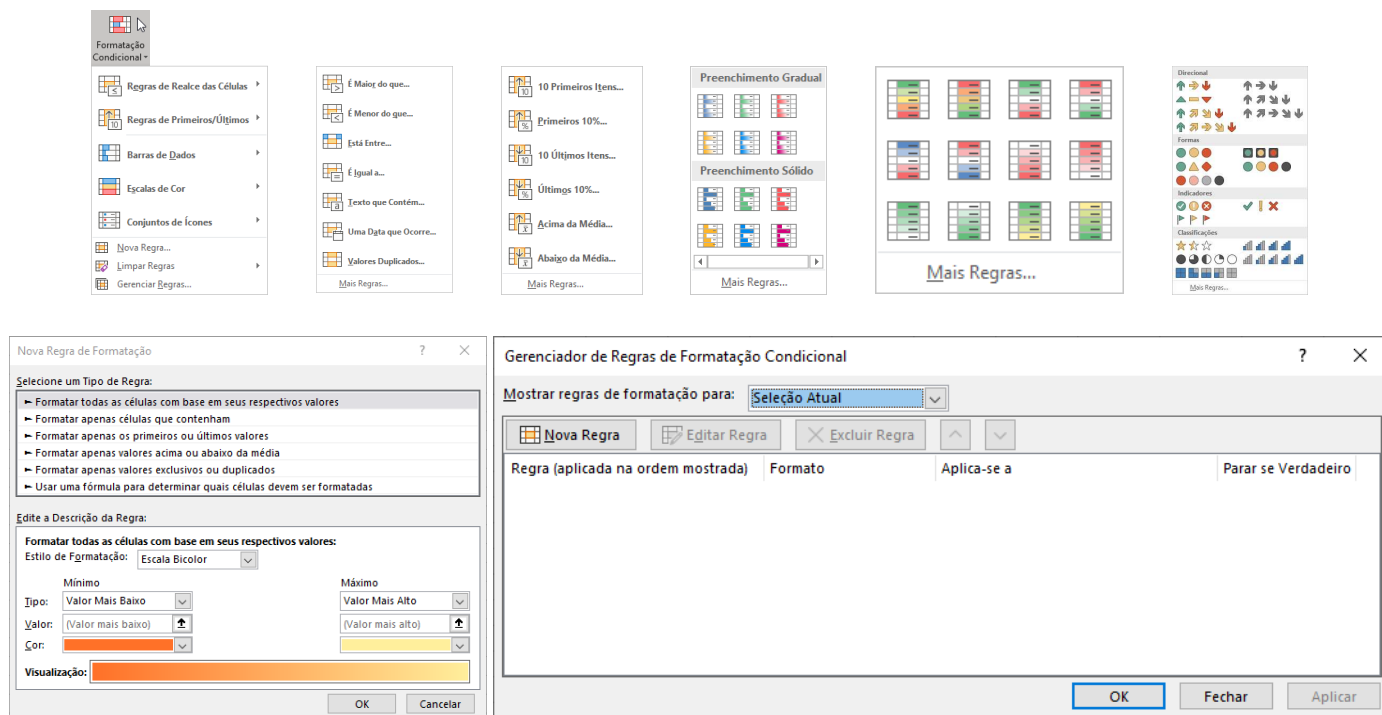 Formatação
Condicional
Regras de Realce das Células
Regras de Primeiros/Últimos
Barras de Dados
Escalas de Cor
Conjuntos de Ícones
Nova Regra...
Limpar Regras
Gerenciar Regras...
É Maior do que...
É Menor do que...
Está Entre...
É Igual a...
Texto que Contém...
Uma Data que Ocorre...
Valores Duplicados...
Mais Regras...
10 Primeiros Itens...
Primeiros 10%...
10 Últimos Itens...
Últimos 10%...
Acima da Média...
Abaixo da Média...
Mais Regras...
Preenchimento Gradual
Preenchimento Sólido
Mais Regras...
Mais Regras...
Direcional
Formas
Indicadores
Classificações
Mais Regras...
Nova Regra de Formatação
Selecione um Tipo de Regra:
► Formatar todas as células com base em seus respectivos valores
► Formatar apenas células que contenham
► Formatar apenas os primeiros ou últimos valores
► Formatar apenas valores acima ou abaixo da média
► Formatar apenas valores exclusivos ou duplicados
► Usar uma fórmula para determinar quais células devem ser formatadas
Edite a Descrição da Regra:
Formatar todas as células com base em seus respectivos valores:
Estilo de Formatação: Escala Bicolor
Mínimo Máximo
Tipo: Valor Mais Baixo Valor Mais Alto
Valor: (Valor mais baixo) (Valor mais alto)
Cor:
Visualização:
OK Cancelar
Gerenciador de Regras de Formatação Condicional
Mostrar regras de formatação para: Seleção Atual
Nova Regra Editar Regra Excluir Regra
Regra (aplicada na ordem mostrada) Formato Aplica-se a Parar se Verdadeiro
OK Fechar Aplicar